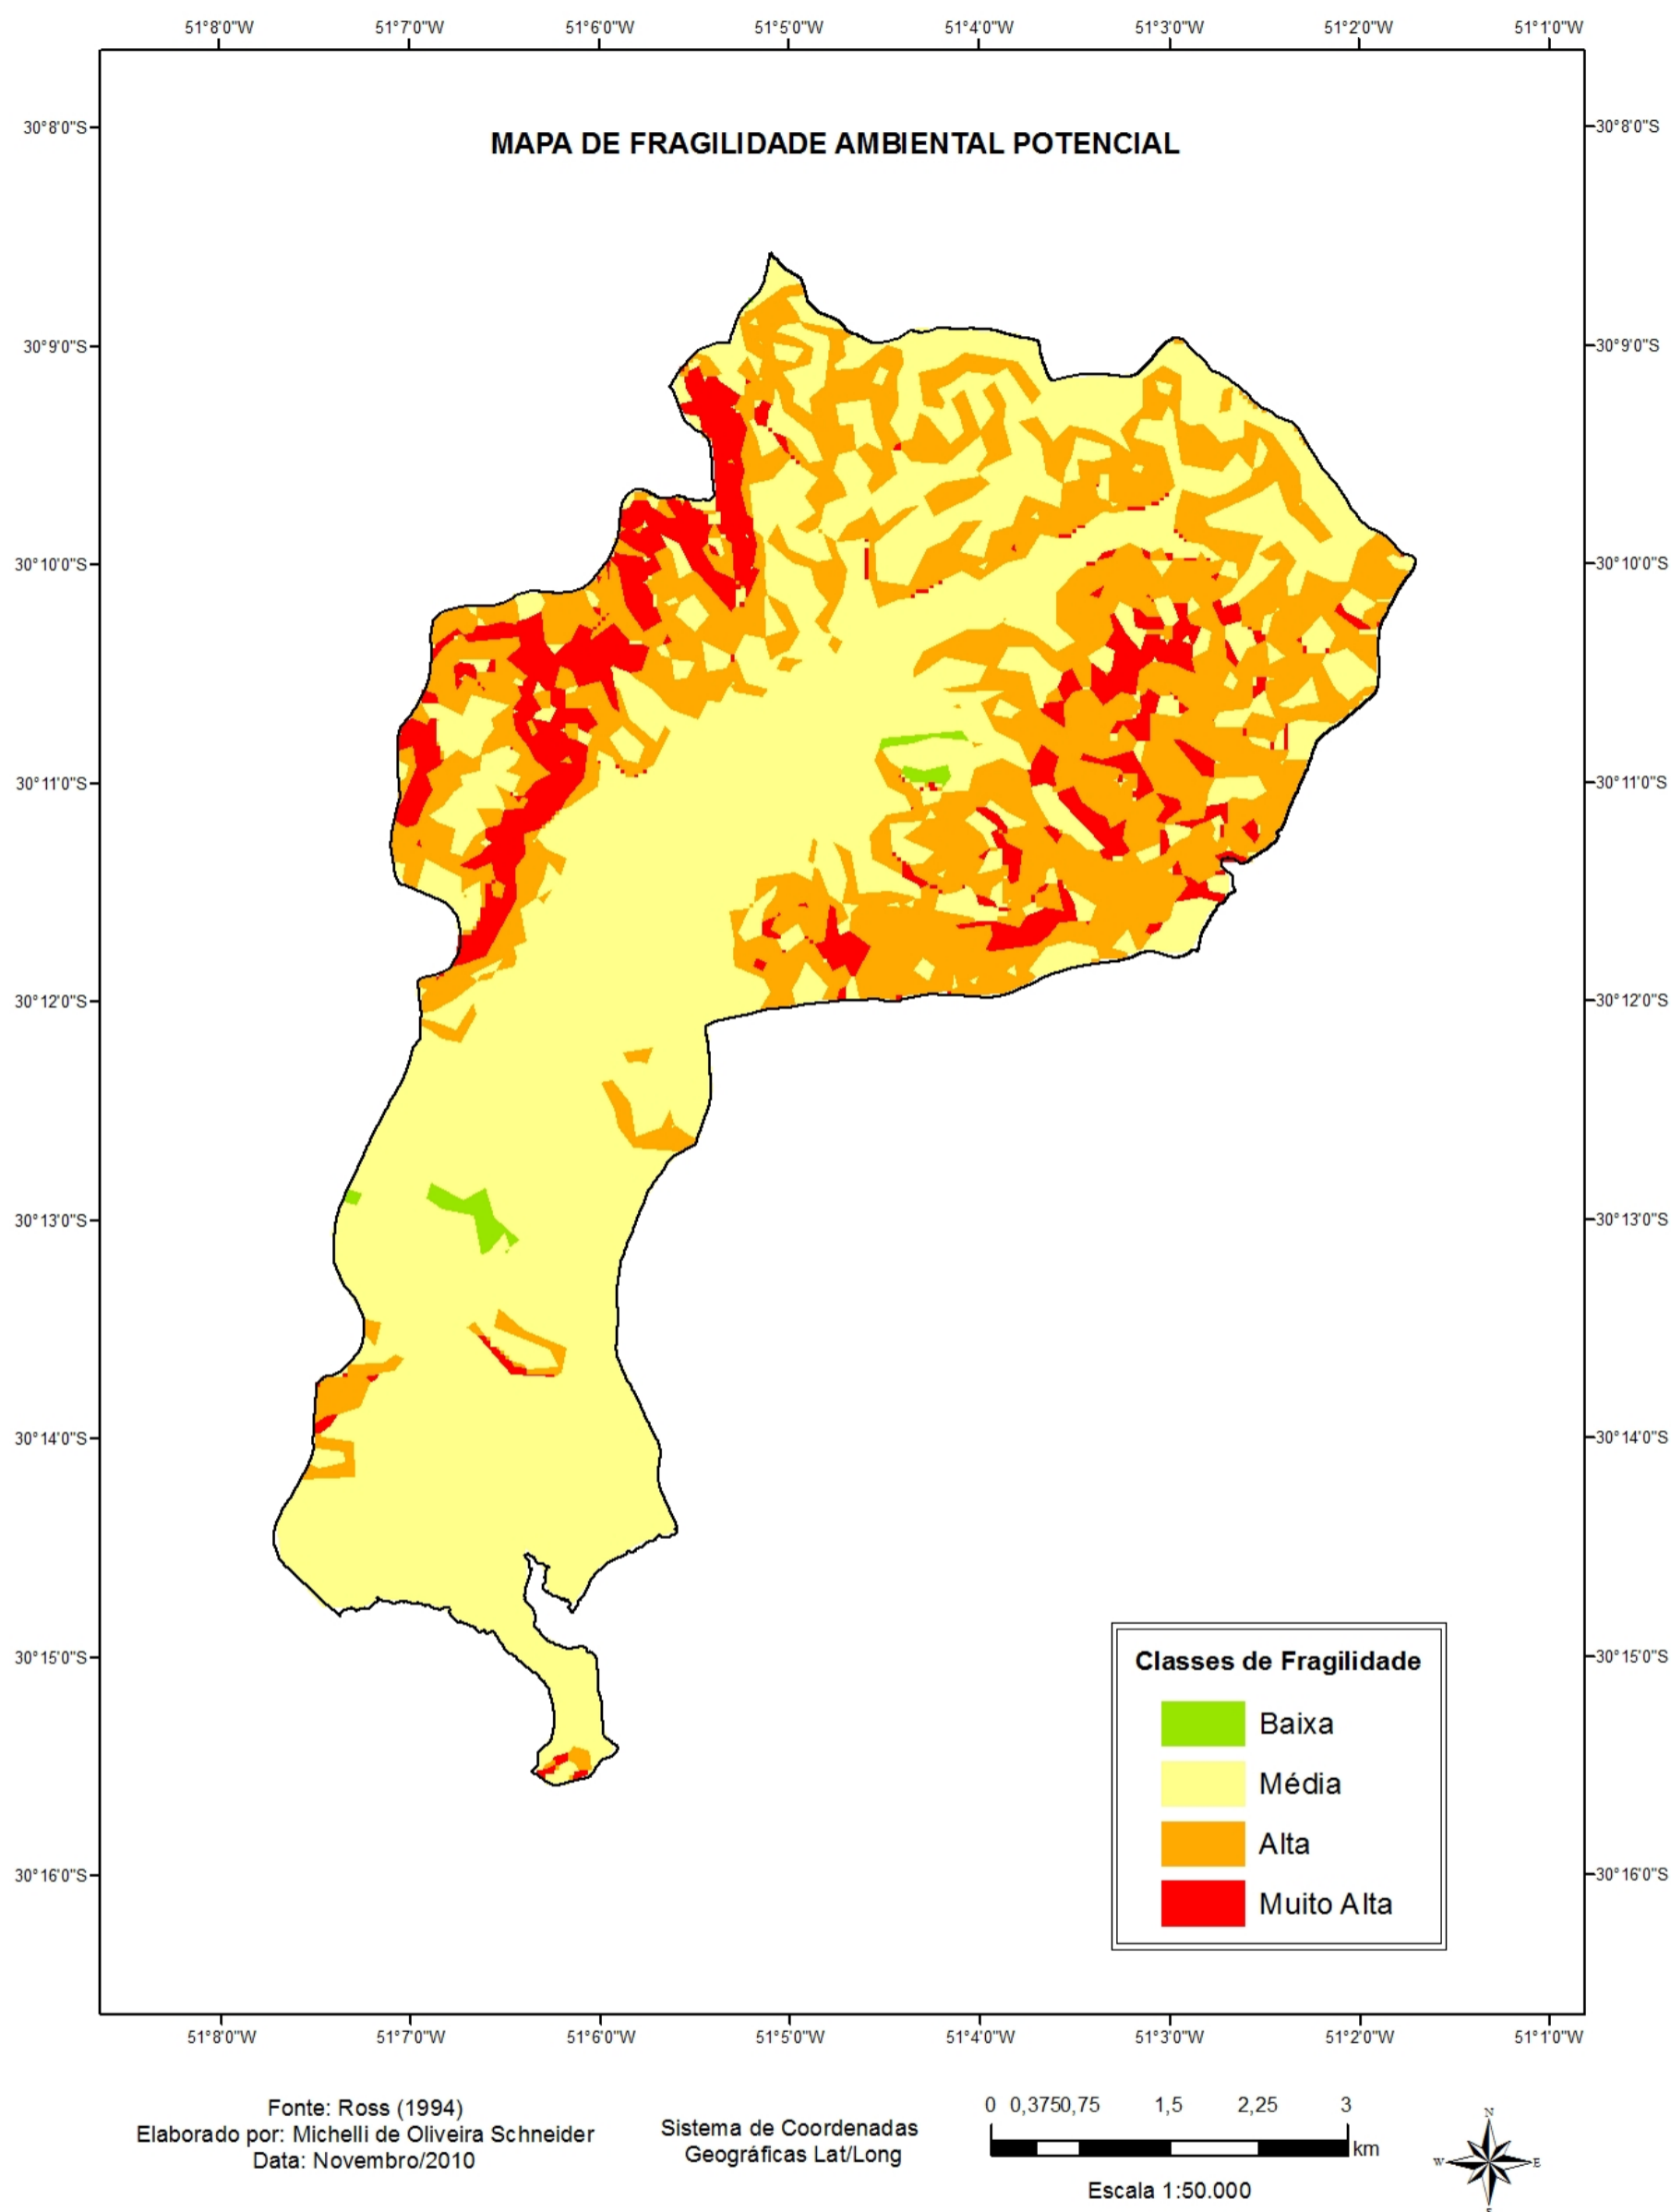 51°8'0"W 51°7'0"W 51°6'0"W 51°5'0"W 51°4'0"W 51°3'0"W 51°2'0"W 51°1'0"W
30°8'0"S 30°8'0"S
MAPA DE FRAGILIDADE AMBIENTAL POTENCIAL
30°9'0"S 30°9'0"S
30°10'0"S 30°10'0"S
30°11'0"S 30°11'0"S
30°12'0"S 30°12'0"S
30°13'0"S 30°13'0"S
30°14'0"S 30°14'0"S
30°15'0"S 30°15'0"S
Classes de Fragilidade
Baixa
Média
Alta
Muito Alta
30°16'0"S 30°16'0"S
51°8'0"W 51°7'0"W 51°6'0"W 51°5'0"W 51°4'0"W 51°3'0"W 51°2'0"W 51°1'0"W
Fonte: Ross (1994)
Elaborado por: Michelli de Oliveira Schneider
Data: Novembro/2010
Sistema de Coordenadas
Geográficas Lat/Long
0 0,3750,75 1,5 2,25 3
km
Escala 1:50.000
N
W E
S